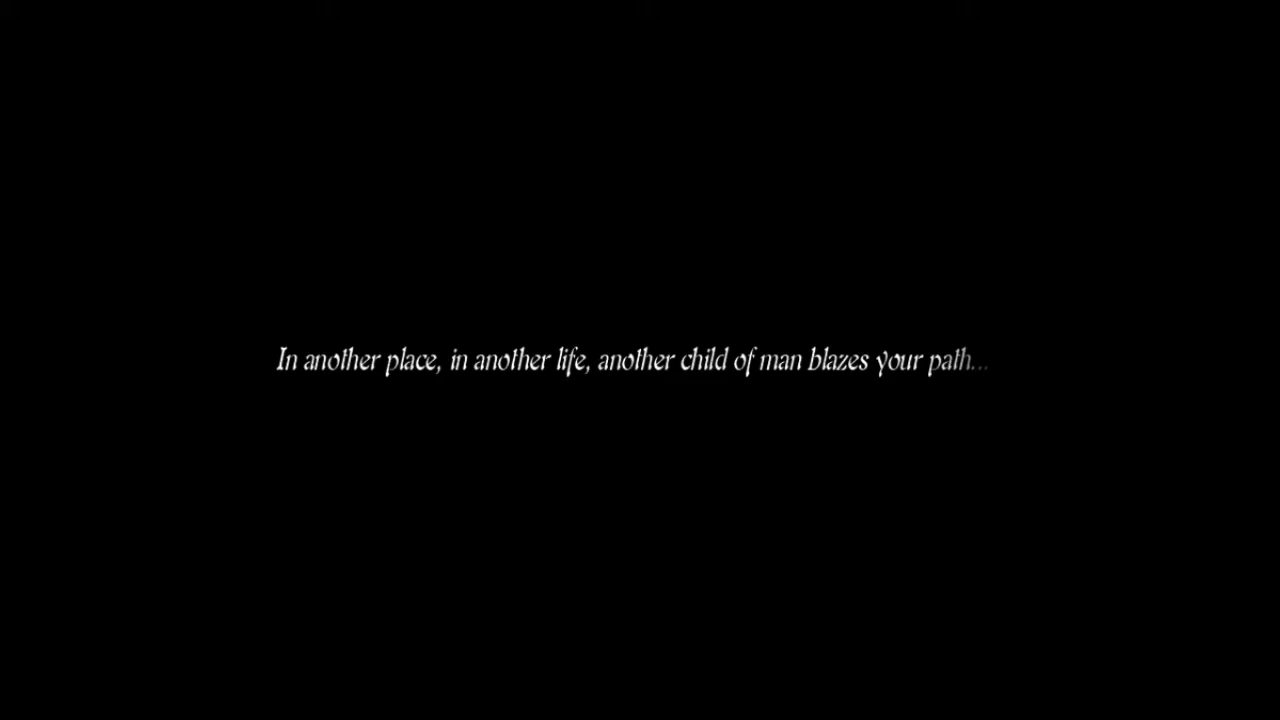 In another place, in another life, another child of man blazes your path...